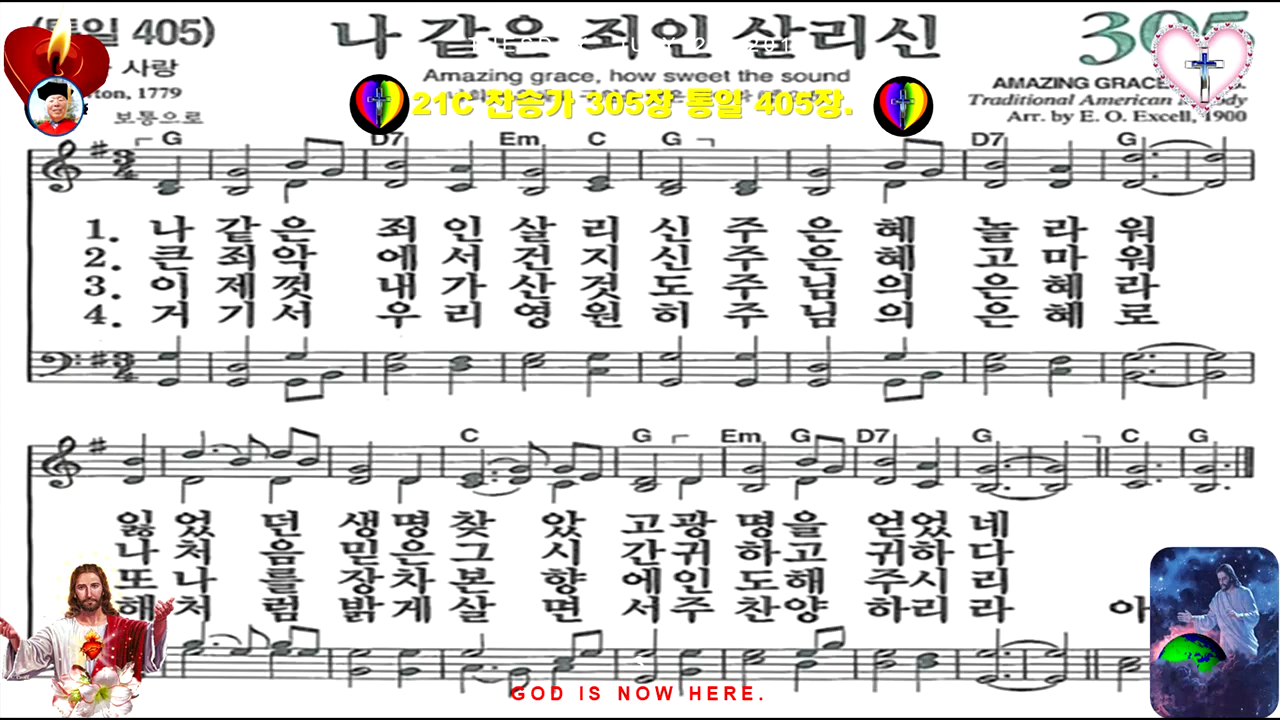 (통일 405)
나 같은 죄인 살리신
305
사랑
Amazing grace, how sweet the sound
AMAZING GRACE
1779
21C 찬송가 305장 통일 405장.
Traditional American
보통으로
Arr. by E. O. Excell, 1900
G D7 Em C G D7 G
1. 나 같은 죄인 살리신 주 은혜 놀라워
2. 큰 죄악에서 건지신 주 은혜 고마워
3. 이제껏 내가 산 것도 주님의 은혜라
4. 거기서 우리 영원히 주님의 은혜로
C G Em G D7 G C G
잃었던 생명 찾았고 광명을 얻었네
나 처음 믿은 그 시간 귀하고 귀하다
또 나를 장차 본향에 인도해 주시리
해처럼 밝게 살면서 주 찬양하리라 아
GOD IS NOW HERE.